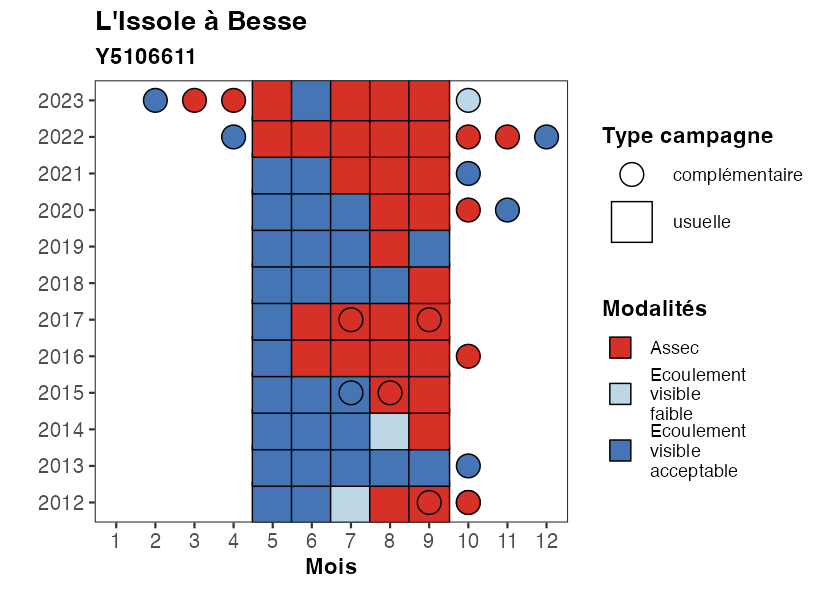 L'Issole à Besse
Y5106611
2023
2022
2021
2020
2019
2018
2017
2016
2015
2014
2013
2012
1 2 3 4 5 6 7 8 9 10 11 12
Mois
Type campagne
complémentaire
usuelle
Modalités
Assec
Ecoulement
visible
faible
Ecoulement
visible
acceptable